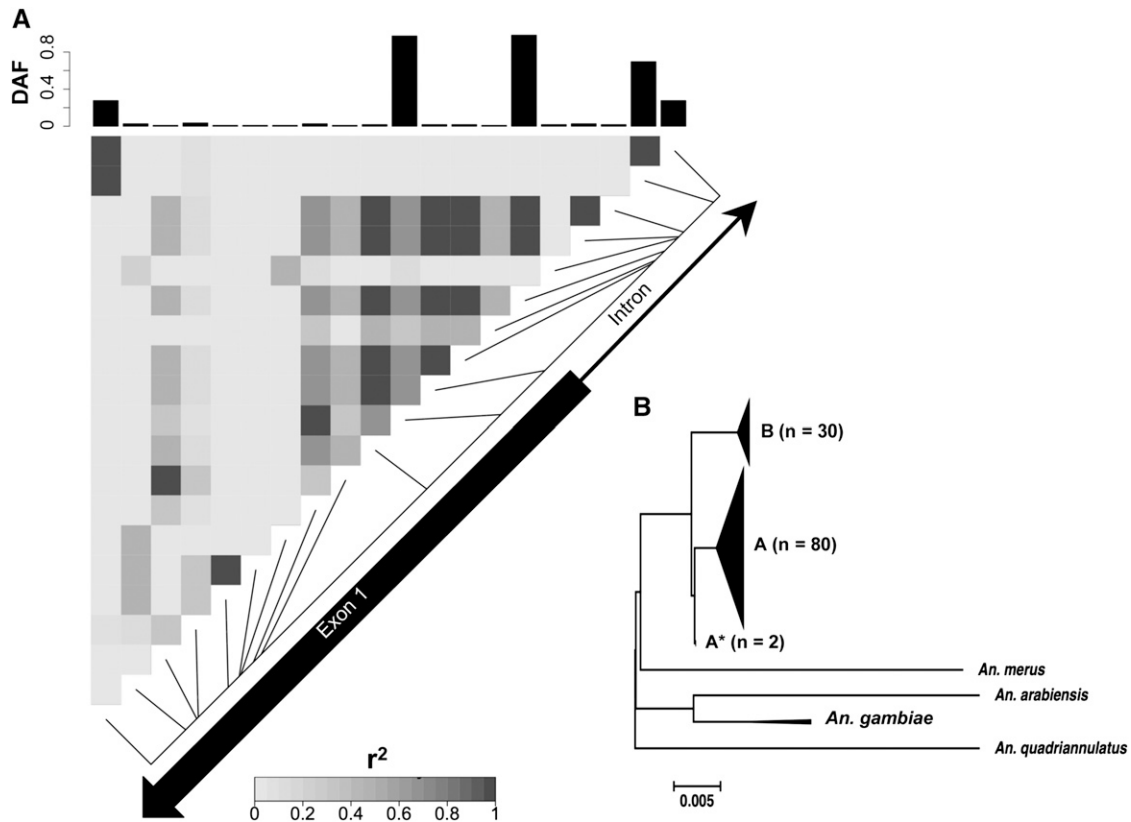 A
DAF
0.8
0.4
0
Intron
Exon 1
B
B (n = 30)
A (n = 80)
A* (n = 2)
An. merus
An. arabiensis
An. gambiae
An. quadriannulatus
0.005
r²
0 0.2 0.4 0.6 0.8 1